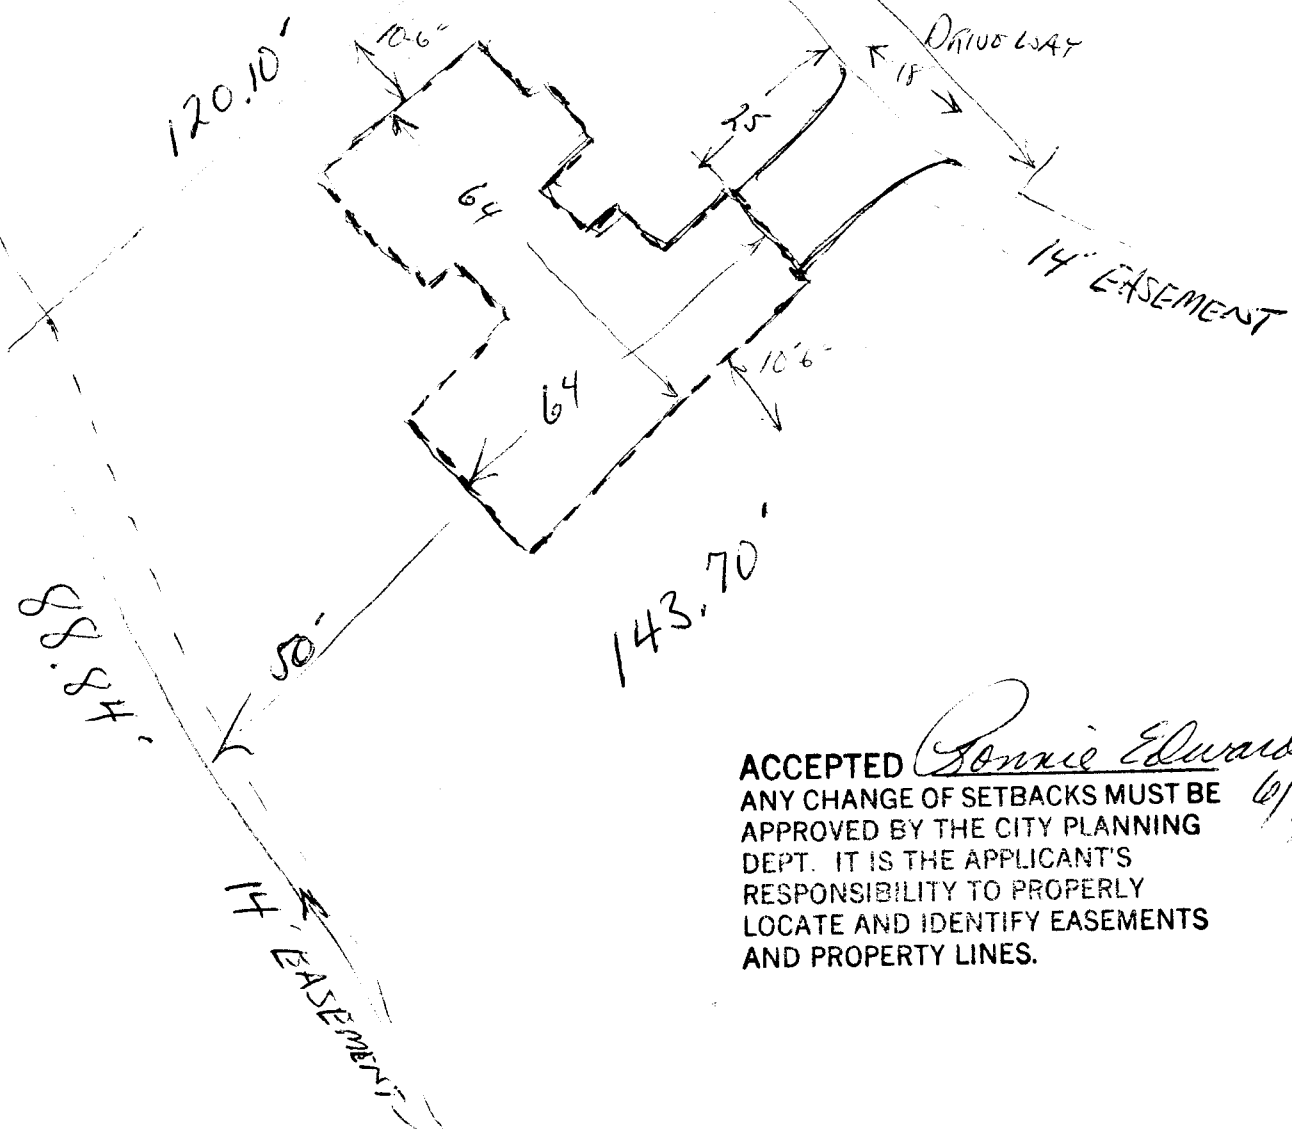 120.10'
10-6"
DRIVEWAY
18
25
64
14' EASEMENT
10'6"
64
143.70'
50'
88.84'
14' EASEMENT
ACCEPTED Ronnie Edwards
ANY CHANGE OF SETBACKS MUST BE
APPROVED BY THE CITY PLANNING
DEPT. IT IS THE APPLICANT'S
RESPONSIBILITY TO PROPERLY
LOCATE AND IDENTIFY EASEMENTS
AND PROPERTY LINES.